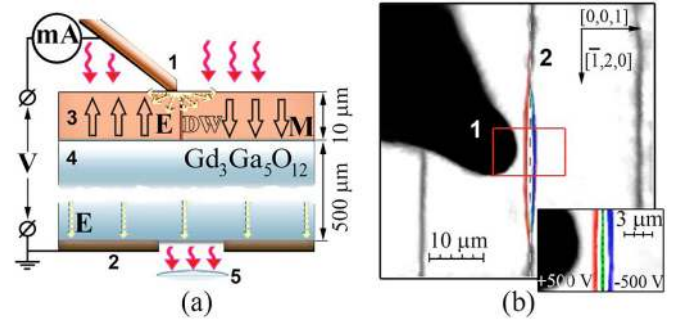 mA
1
3
E
DW
M
10 μm
4
Gd3Ga5O12
500 μm
V
E
2
5
(a)
[0,0,1]
[1̅,2,0]
2
1
10 μm
3 μm
+500 V
-500 V
(b)